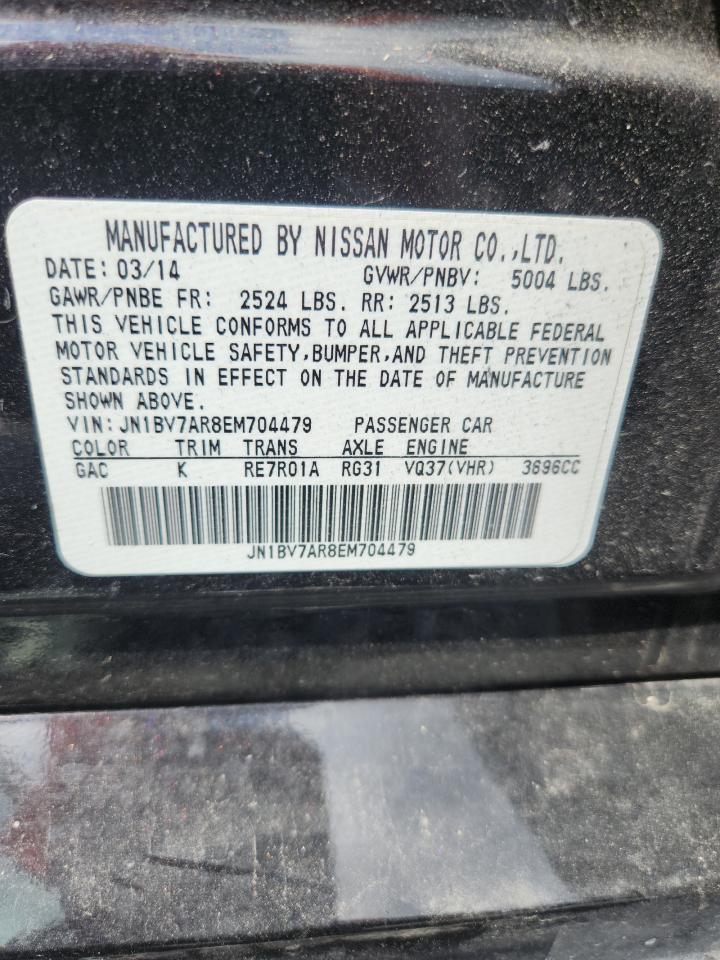 MANUFACTURED BY NISSAN MOTOR CO.,LTD.
DATE: 03/14 GVWR/PNBV: 5004 LBS.
GAWR/PNBE FR: 2524 LBS. RR: 2513 LBS.
THIS VEHICLE CONFORMS TO ALL APPLICABLE FEDERAL
MOTOR VEHICLE SAFETY,BUMPER,AND THEFT PREVENTION
STANDARDS IN EFFECT ON THE DATE OF MANUFACTURE
SHOWN ABOVE.
VIN: JN1BV7AR8EM704479 PASSENGER CAR
COLOR TRIM TRANS AXLE ENGINE
GAC K RE7R01A RG31 VQ37(VHR) 3696CC
JN1BV7AR8EM704479